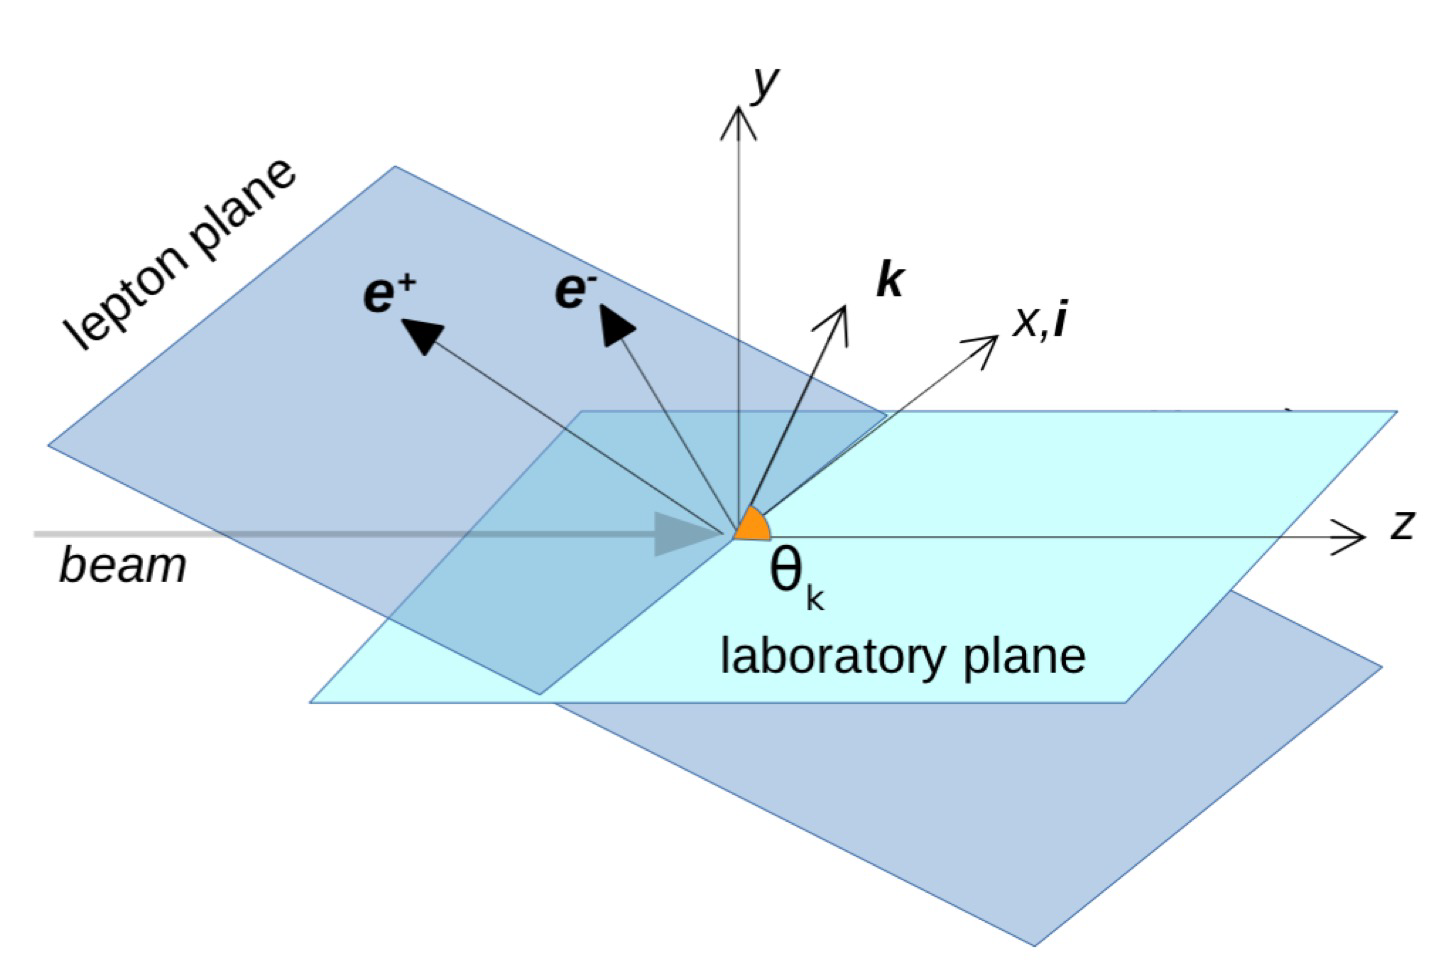 y
lepton plane
e⁺
e⁻
k
x,i
z
beam
θₖ
laboratory plane